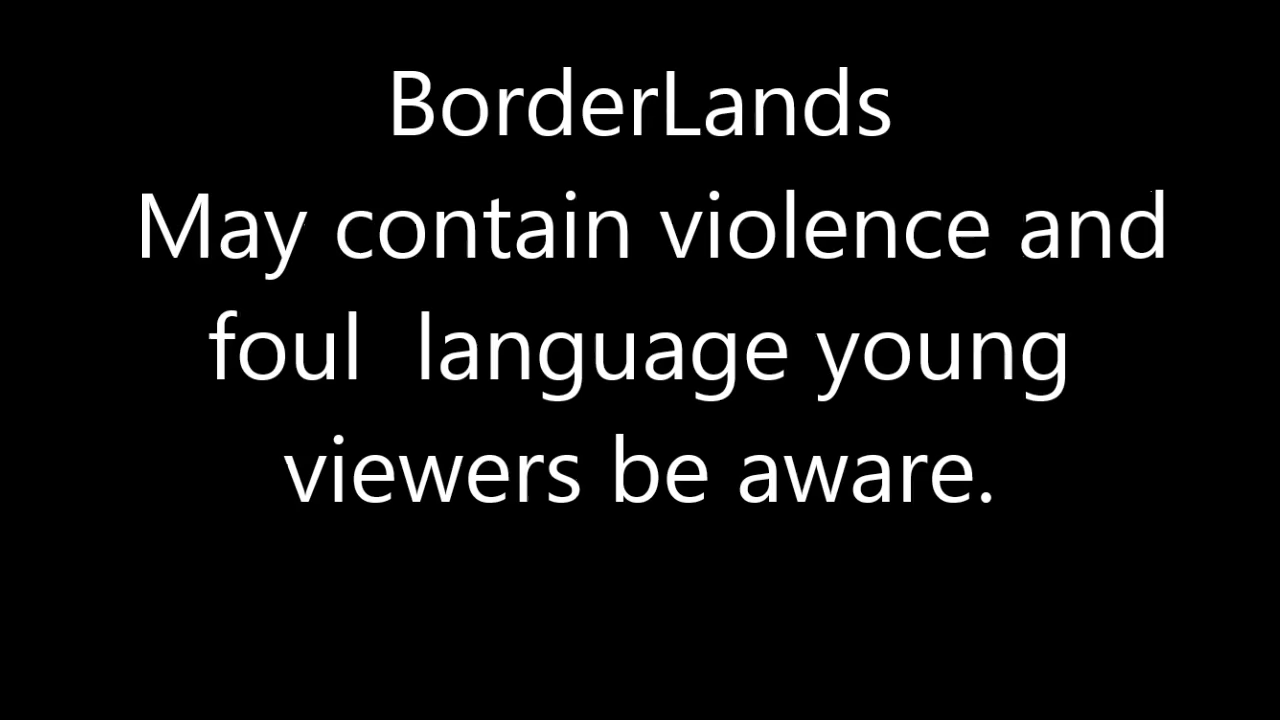 BorderLands
May contain violence and
foul  language young
viewers be aware.